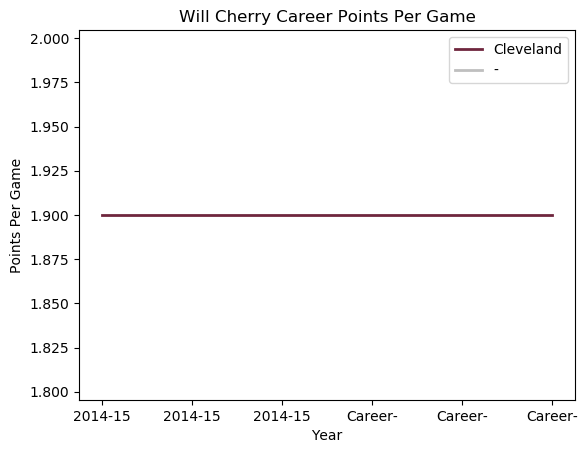 Will Cherry Career Points Per Game
Cleveland
-
2.000
1.975
1.950
1.925
1.900
1.875
1.850
1.825
1.800
Points Per Game
2014-15 2014-15 2014-15 Career- Career- Career-
Year